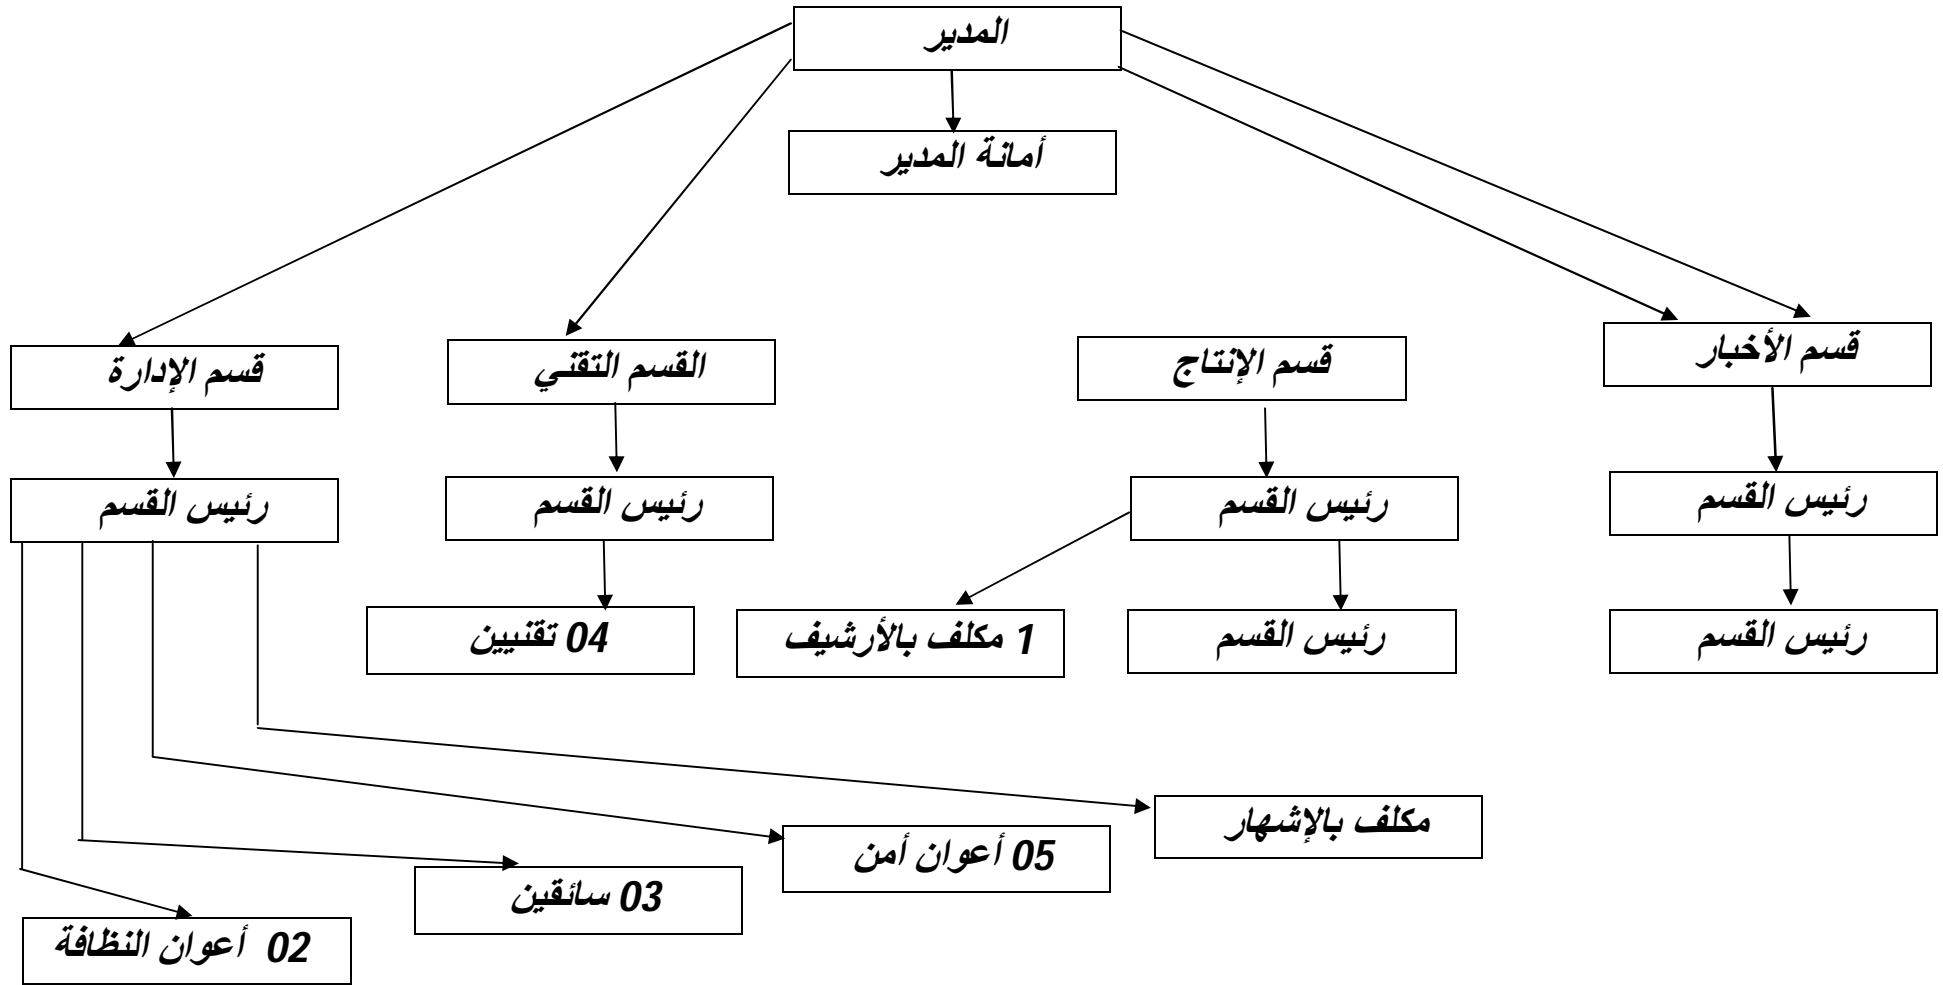 المدير
أمانة المدير
قسم الأخبار
قسم الإنتاج
القسم التقني
قسم الإدارة
رئيس القسم
رئيس القسم
رئيس القسم
رئيس القسم
رئيس القسم
رئيس القسم
1 مكلف بالأرشيف
04 تقنيين
مكلف بالإشهار
05 أعوان أمن
03 سائقين
02 أعوان النظافة